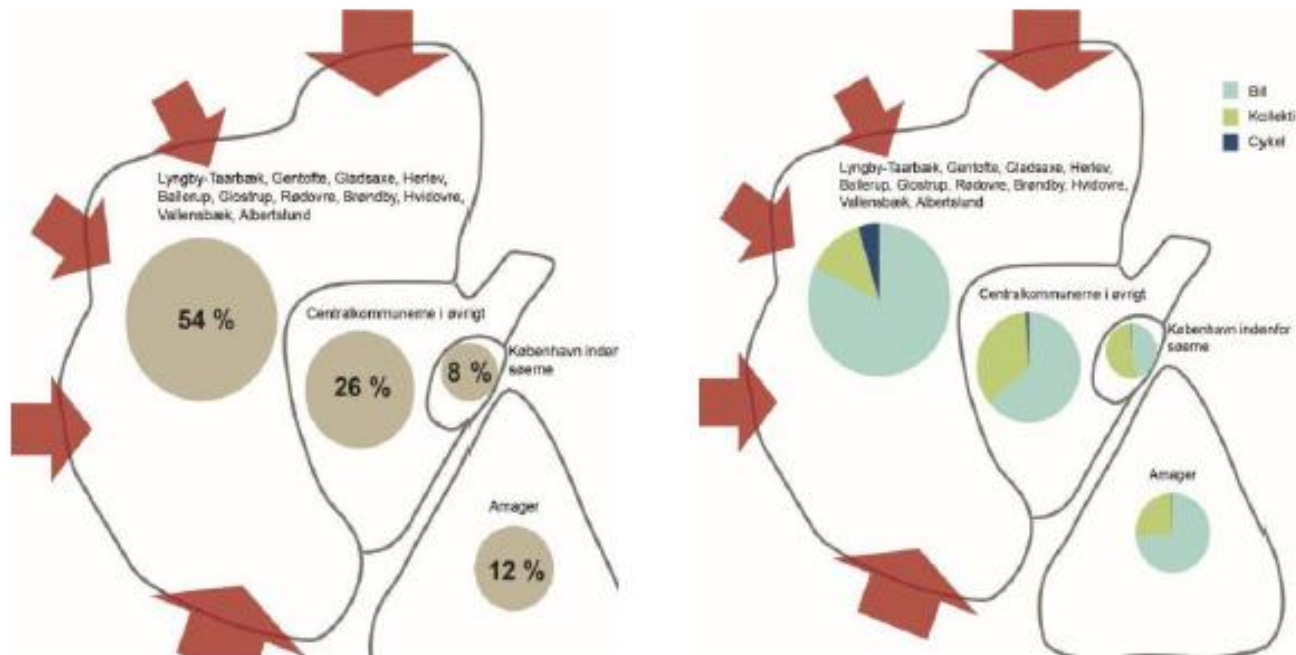 Lyngby-Taarbæk, Gentofte, Gladsaxe, Herlev,
Ballerup, Glostrup, Rødovre, Brøndby, Hvidovre,
Vallensbæk, Albertslund
54 %
Centralkommunerne i øvrigt
26 %
København inden
søerne
8 %
Amager
12 %
Bil
Kollekti
Cykel
Lyngby-Taarbæk, Gentofte, Gladsaxe, Herlev,
Ballerup, Glostrup, Rødovre, Brøndby, Hvidovre,
Vallensbæk, Albertslund
Centralkommunerne i øvrigt
København indenfor
søerne
Amager